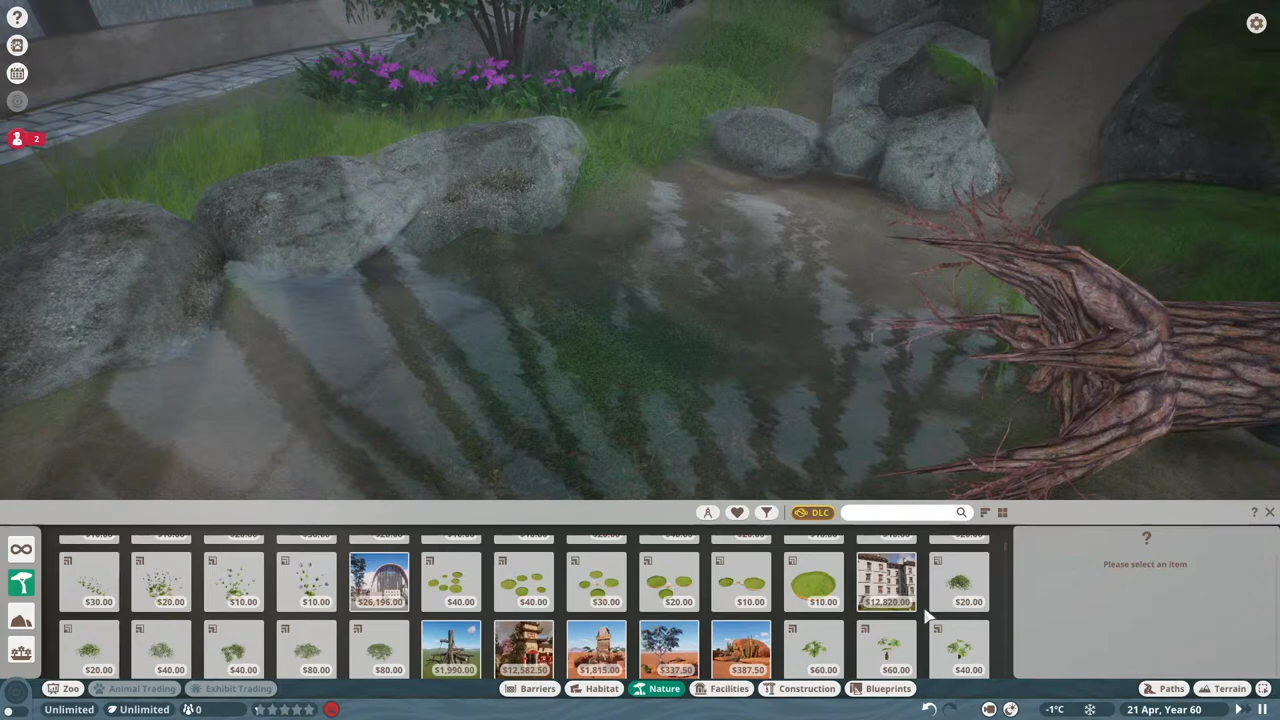 2
DLC
?
?
Please select an item
$30.00 $20.00 $10.00 $10.00 $26,196.00 $40.00 $40.00 $30.00 $20.00 $10.00 $10.00 $12,820.00 $20.00
$20.00 $40.00 $40.00 $80.00 $80.00 $1,990.00 $12,582.50 $1,815.00 $337.50 $387.50 $60.00 $60.00 $40.00
Zoo Animal Trading Exhibit Trading Barriers Habitat Nature Facilities Construction Blueprints Paths Terrain
Unlimited Unlimited 0 -1°C 21 Apr, Year 60